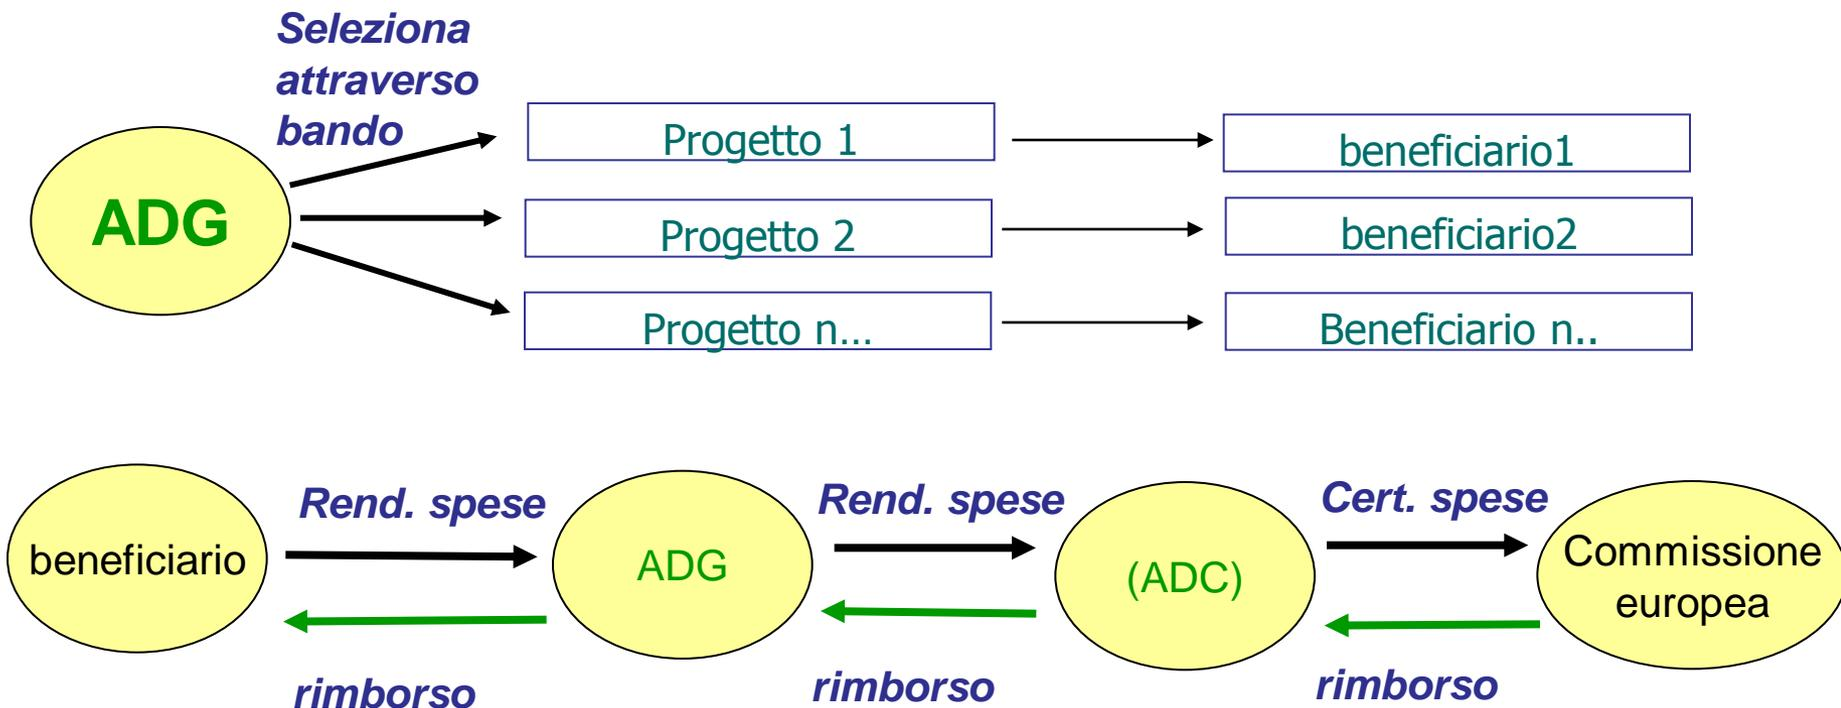 Seleziona
attraverso
bando
ADG
Progetto 1
beneficiario1
Progetto 2
beneficiario2
Progetto n...
Beneficiario n..
beneficiario
Rend. spese
ADG
Rend. spese
(ADC)
Cert. spese
Commissione
europea
rimborso
rimborso
rimborso